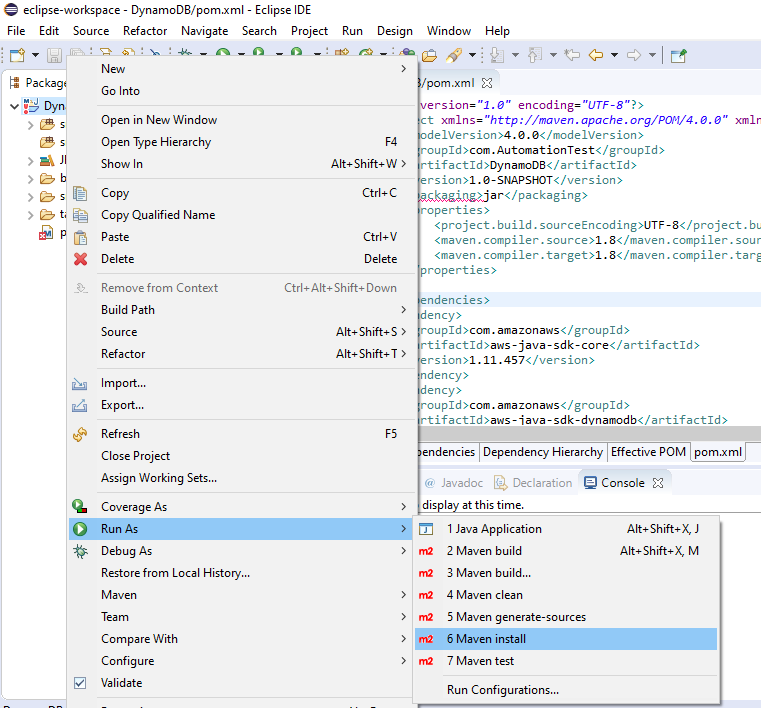 eclipse-workspace - DynamoDB/pom.xml - Eclipse IDE
File Edit Source Refactor Navigate Search Project Run Design Window Help
Package
/pom.xml
Dyn
New
Go Into
Open in New Window
Open Type Hierarchy F4
Show In Alt+Shift+W
Copy Ctrl+C
Copy Qualified Name
Paste Ctrl+V
Delete Delete
Remove from Context Ctrl+Alt+Shift+Down
Build Path
Source Alt+Shift+S
Refactor Alt+Shift+T
Import...
Export...
Refresh F5
Close Project
Assign Working Sets...
Coverage As
Run As
Debug As
Restore from Local History...
Maven
Team
Compare With
Configure
Validate
version="1.0" encoding="UTF-8"?>
ect xmlns="http://maven.apache.org/POM/4.0.0" xmln
modelVersion>4.0.0</modelVersion>
groupId>com.AutomationTest</groupId>
artifactId>DynamoDB</artifactId>
version>1.0-SNAPSHOT</version>
packaging>jar</packaging>
properties>
<project.build.sourceEncoding>UTF-8</project.bu
<maven.compiler.source>1.8</maven.compiler.sour
<maven.compiler.target>1.8</maven.compiler.targ
properties>
pendencies>
ndency>
groupId>com.amazonaws</groupId>
artifactId>aws-java-sdk-core</artifactId>
version>1.11.457</version>
endency>
ndency>
groupId>com.amazonaws</groupId>
artifactId>aws-java-sdk-dynamodb</artifactId>
pendencies Dependency Hierarchy Effective POM pom.xml
@ Javadoc Declaration Console
display at this time.
1 Java Application Alt+Shift+X, J
2 Maven build Alt+Shift+X, M
3 Maven build...
4 Maven clean
5 Maven generate-sources
6 Maven install
7 Maven test
Run Configurations...